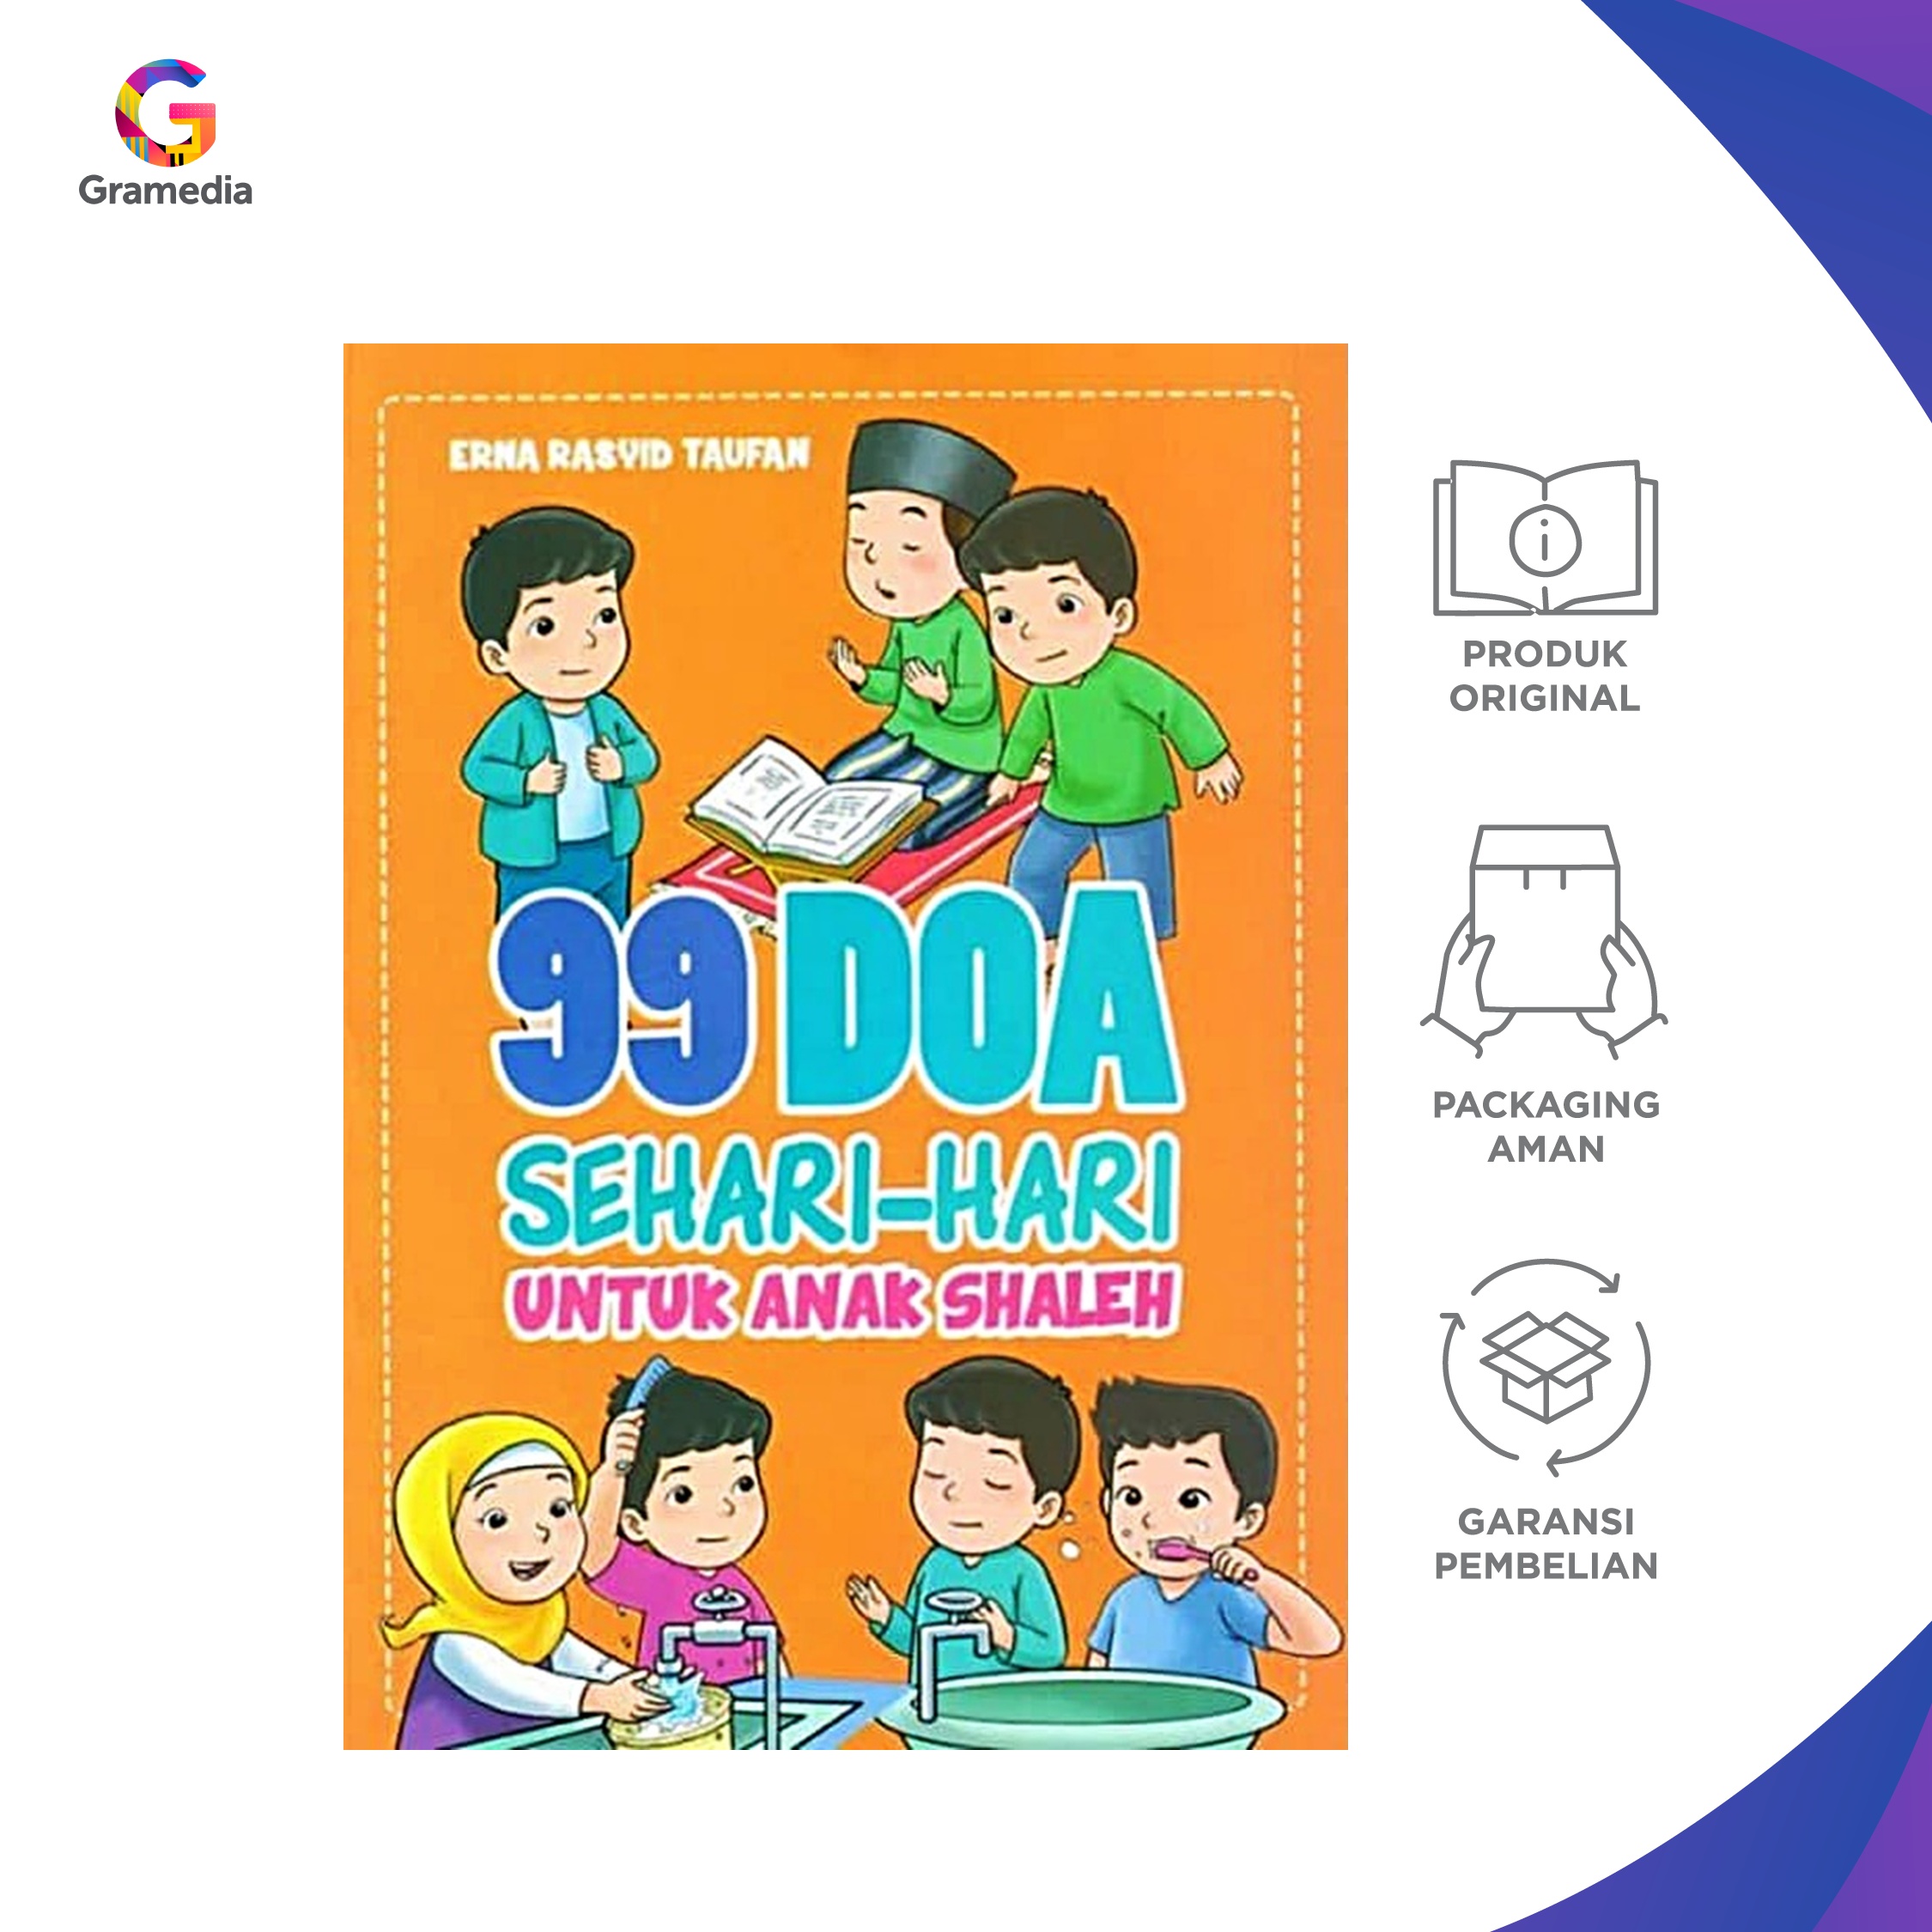 Gramedia
ERNA RASYID TAUFAN
99 DOA
SEHARI-HARI
UNTUK ANAK SHALEH
PRODUK
ORIGINAL
PACKAGING
AMAN
GARANSI
PEMBELIAN